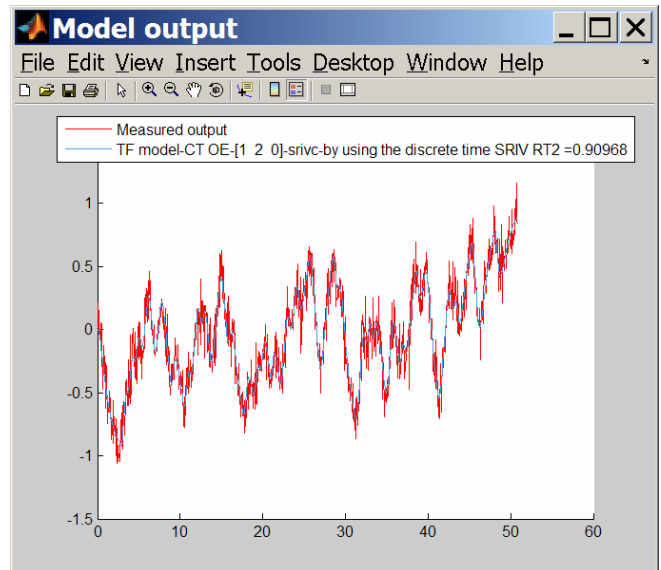 Model output
File Edit View Insert Tools Desktop Window Help
Measured output
TF model-CT OE-[1 2 0]-srivc-by using the discrete time SRIV RT2 =0.90968
1
0.5
0
-0.5
-1
-1.5
0 10 20 30 40 50 60